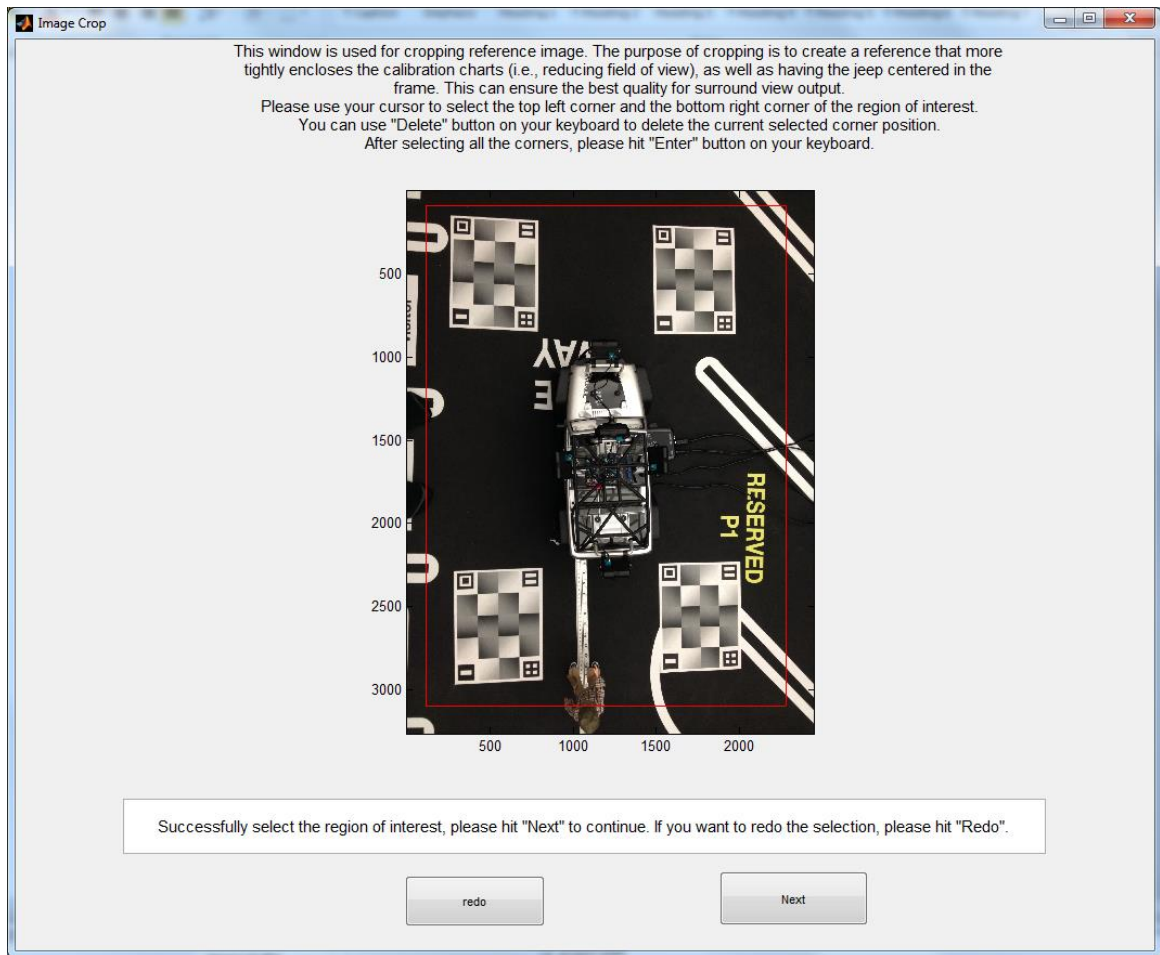 Image Crop
This window is used for cropping reference image. The purpose of cropping is to create a reference that more
tightly encloses the calibration charts (i.e., reducing field of view), as well as having the jeep centered in the
frame. This can ensure the best quality for surround view output.
Please use your cursor to select the top left corner and the bottom right corner of the region of interest.
You can use "Delete" button on your keyboard to delete the current selected corner position.
After selecting all the corners, please hit "Enter" button on your keyboard.
500
1000
1500
2000
2500
3000
WAY
E
RESERVED
P1
500
1000
1500
2000
Successfully select the region of interest, please hit "Next" to continue. If you want to redo the selection, please hit "Redo".
redo
Next